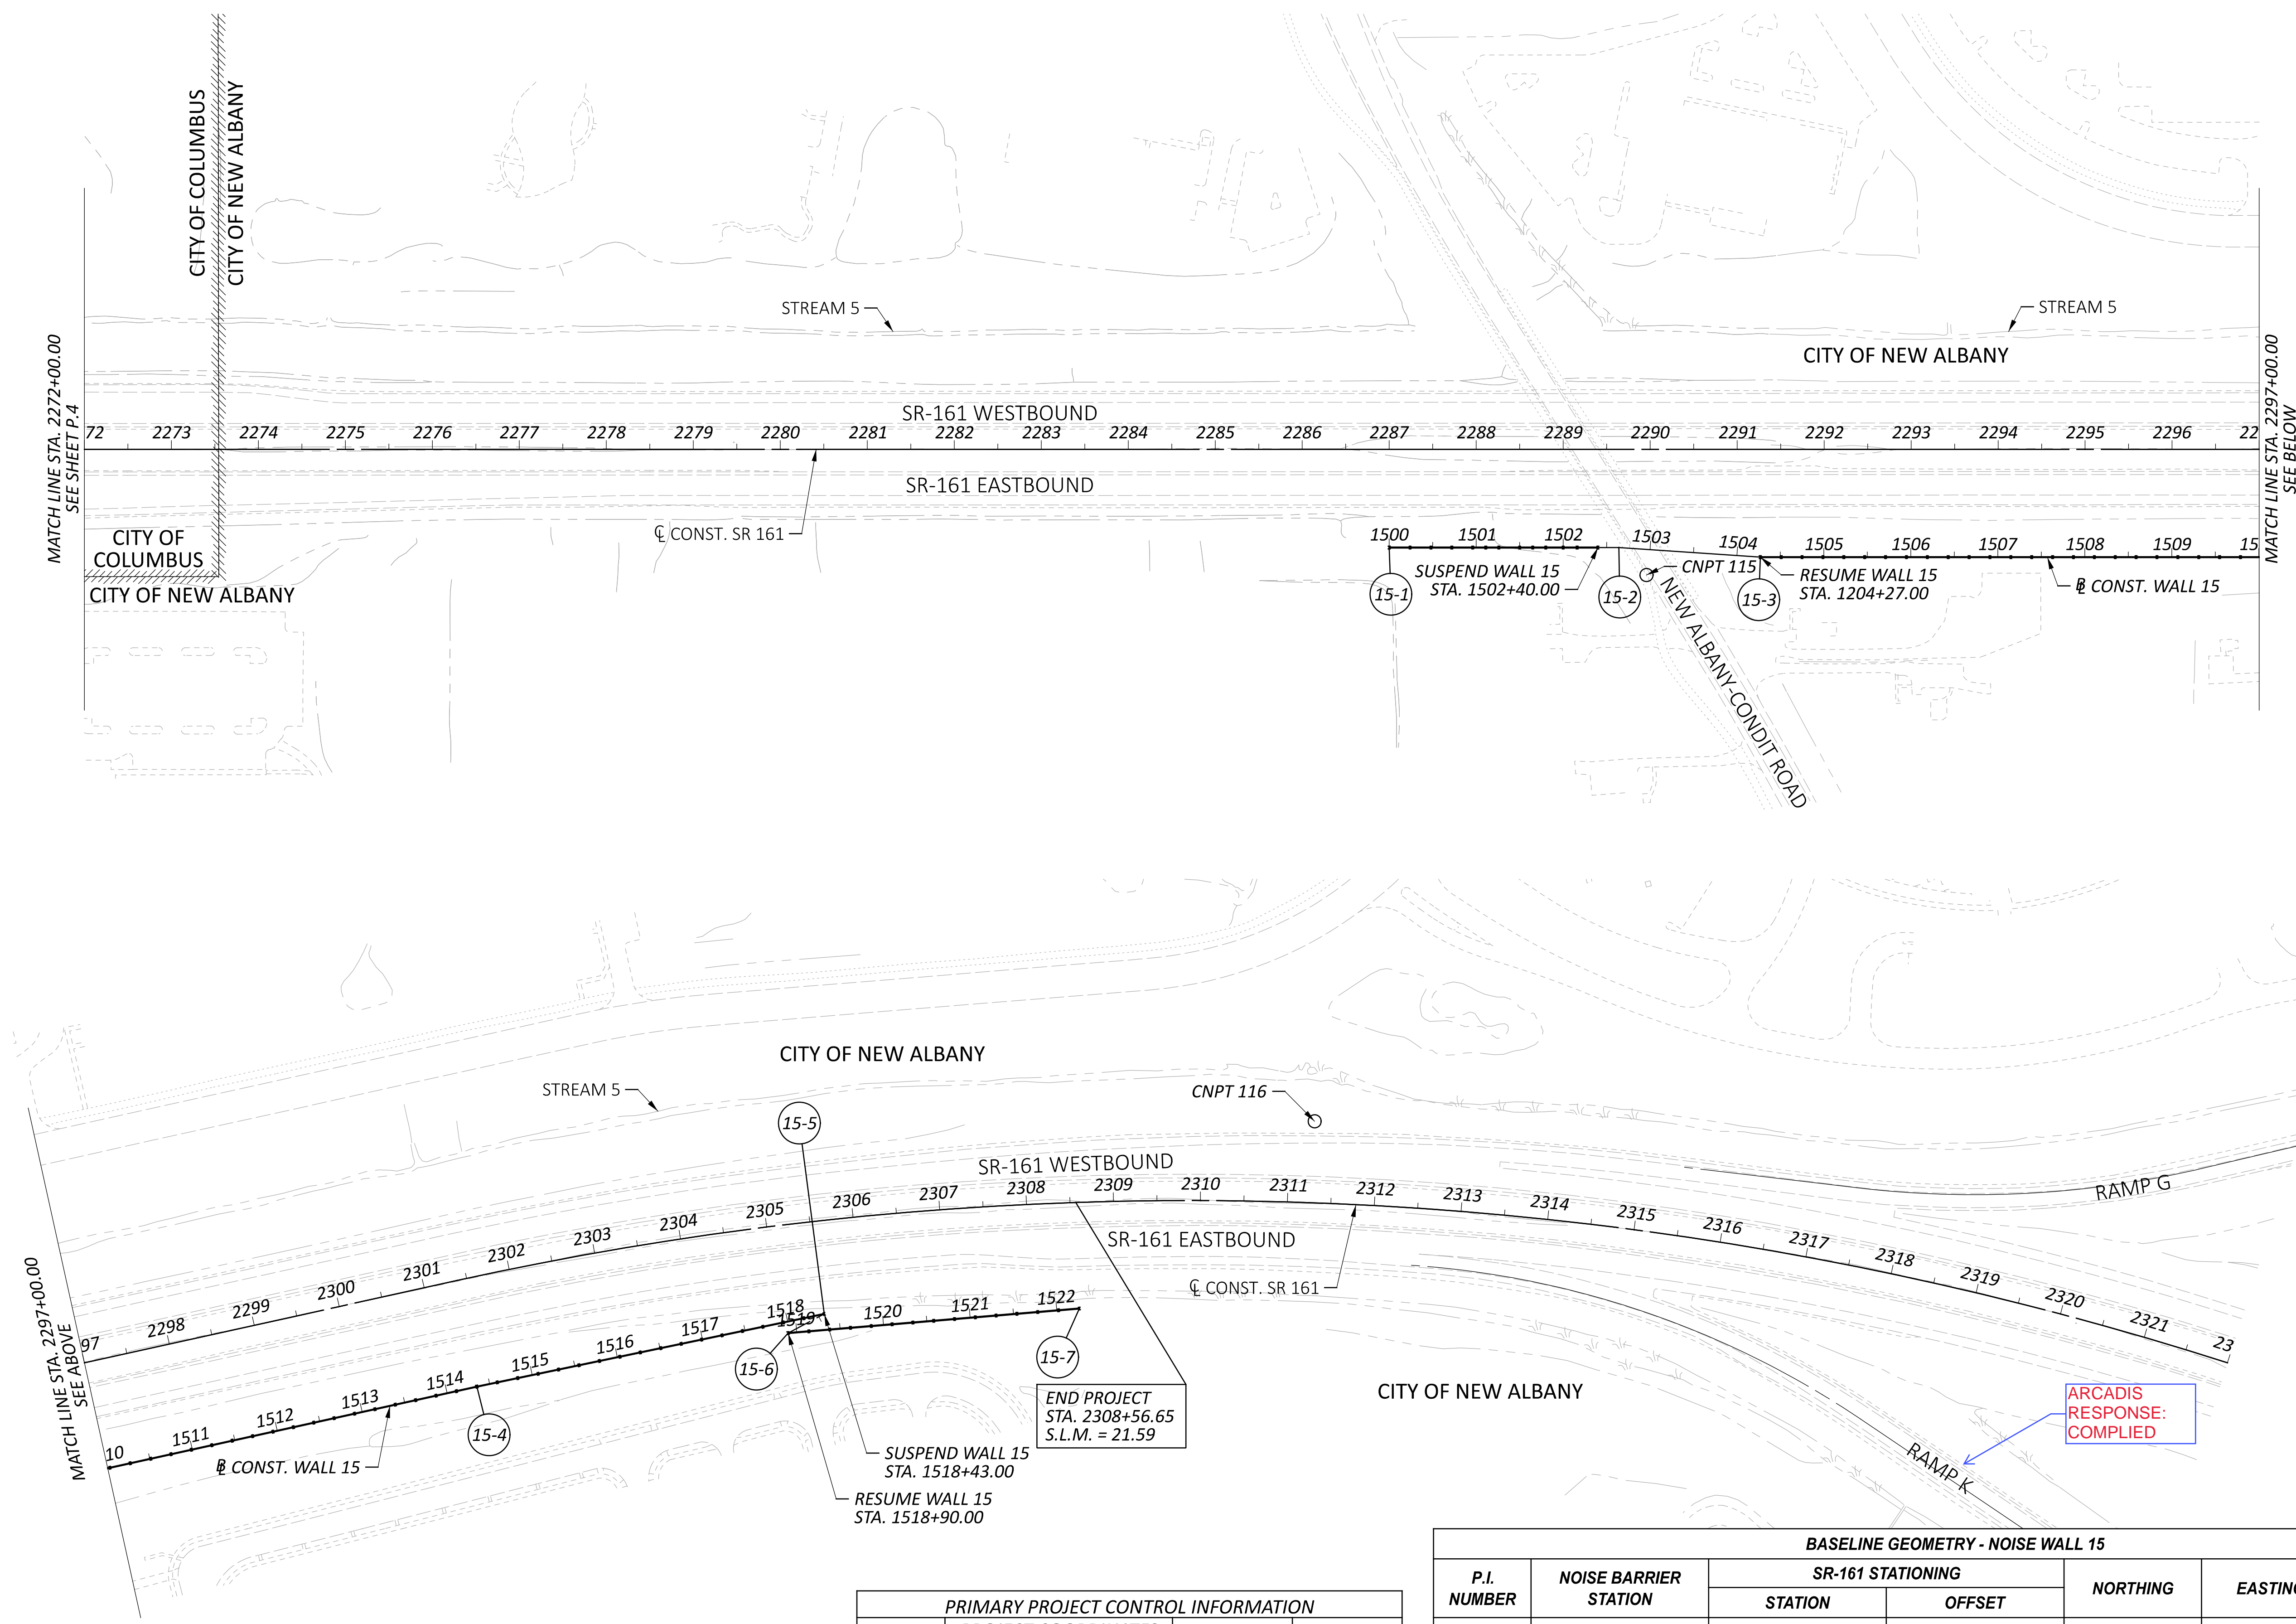 CITY OF COLUMBUS
CITY OF NEW ALBANY
STREAM 5
STREAM 5
CITY OF NEW ALBANY
MATCH LINE STA. 2272+00.00
SEE SHEET P.4
MATCH LINE STA. 2297+00.00
SEE BELOW
SR-161 WESTBOUND
72 2273 2274 2275 2276 2277 2278 2279 2280 2281 2282 2283 2284 2285 2286 2287 2288 2289 2290 2291 2292 2293 2294 2295 2296 22
SR-161 EASTBOUND
℄ CONST. SR 161
CITY OF
COLUMBUS
CITY OF NEW ALBANY
1500 1501 1502 1503 1504 1505 1506 1507 1508 1509 15
SUSPEND WALL 15
STA. 1502+40.00
CNPT 115
RESUME WALL 15
STA. 1204+27.00
BL CONST. WALL 15
15-1
15-2
15-3
NEW ALBANY-CONDIT ROAD
CITY OF NEW ALBANY
STREAM 5
15-5
CNPT 116
SR-161 WESTBOUND
RAMP G
97 2298 2299 2300 2301 2302 2303 2304 2305 2306 2307 2308 2309 2310 2311 2312 2313 2314 2315 2316 2317 2318 2319 2320 2321 23
SR-161 EASTBOUND
℄ CONST. SR 161
MATCH LINE STA. 2297+00.00
SEE ABOVE
10 1511 1512 1513 1514 1515 1516 1517 1518 1519 1520 1521 1522
15-6
15-7
15-4
BL CONST. WALL 15
END PROJECT
STA. 2308+56.65
S.L.M. = 21.59
CITY OF NEW ALBANY
ARCADIS
RESPONSE:
COMPLIED
SUSPEND WALL 15
STA. 1518+43.00
RESUME WALL 15
STA. 1518+90.00
RAMP K
BASELINE GEOMETRY - NOISE WALL 15
P.I.
NUMBER
NOISE BARRIER
STATION
SR-161 STATIONING
STATION
OFFSET
NORTHING
EASTING
PRIMARY PROJECT CONTROL INFORMATION